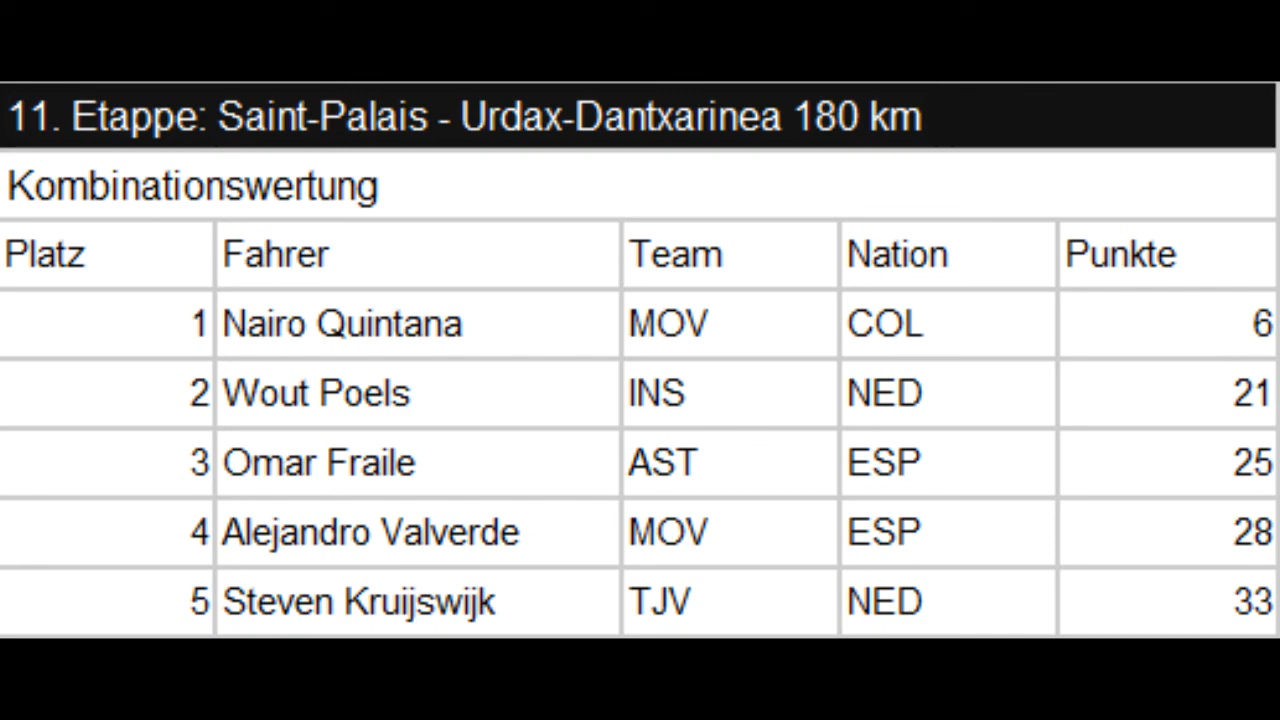 11. Etappe: Saint-Palais - Urdax-Dantxarinea 180 km
Kombinationswertung
Platz Fahrer Team Nation Punkte
1 Nairo Quintana MOV COL 6
2 Wout Poels INS NED 21
3 Omar Fraile AST ESP 25
4 Alejandro Valverde MOV ESP 28
5 Steven Kruijswijk TJV NED 33